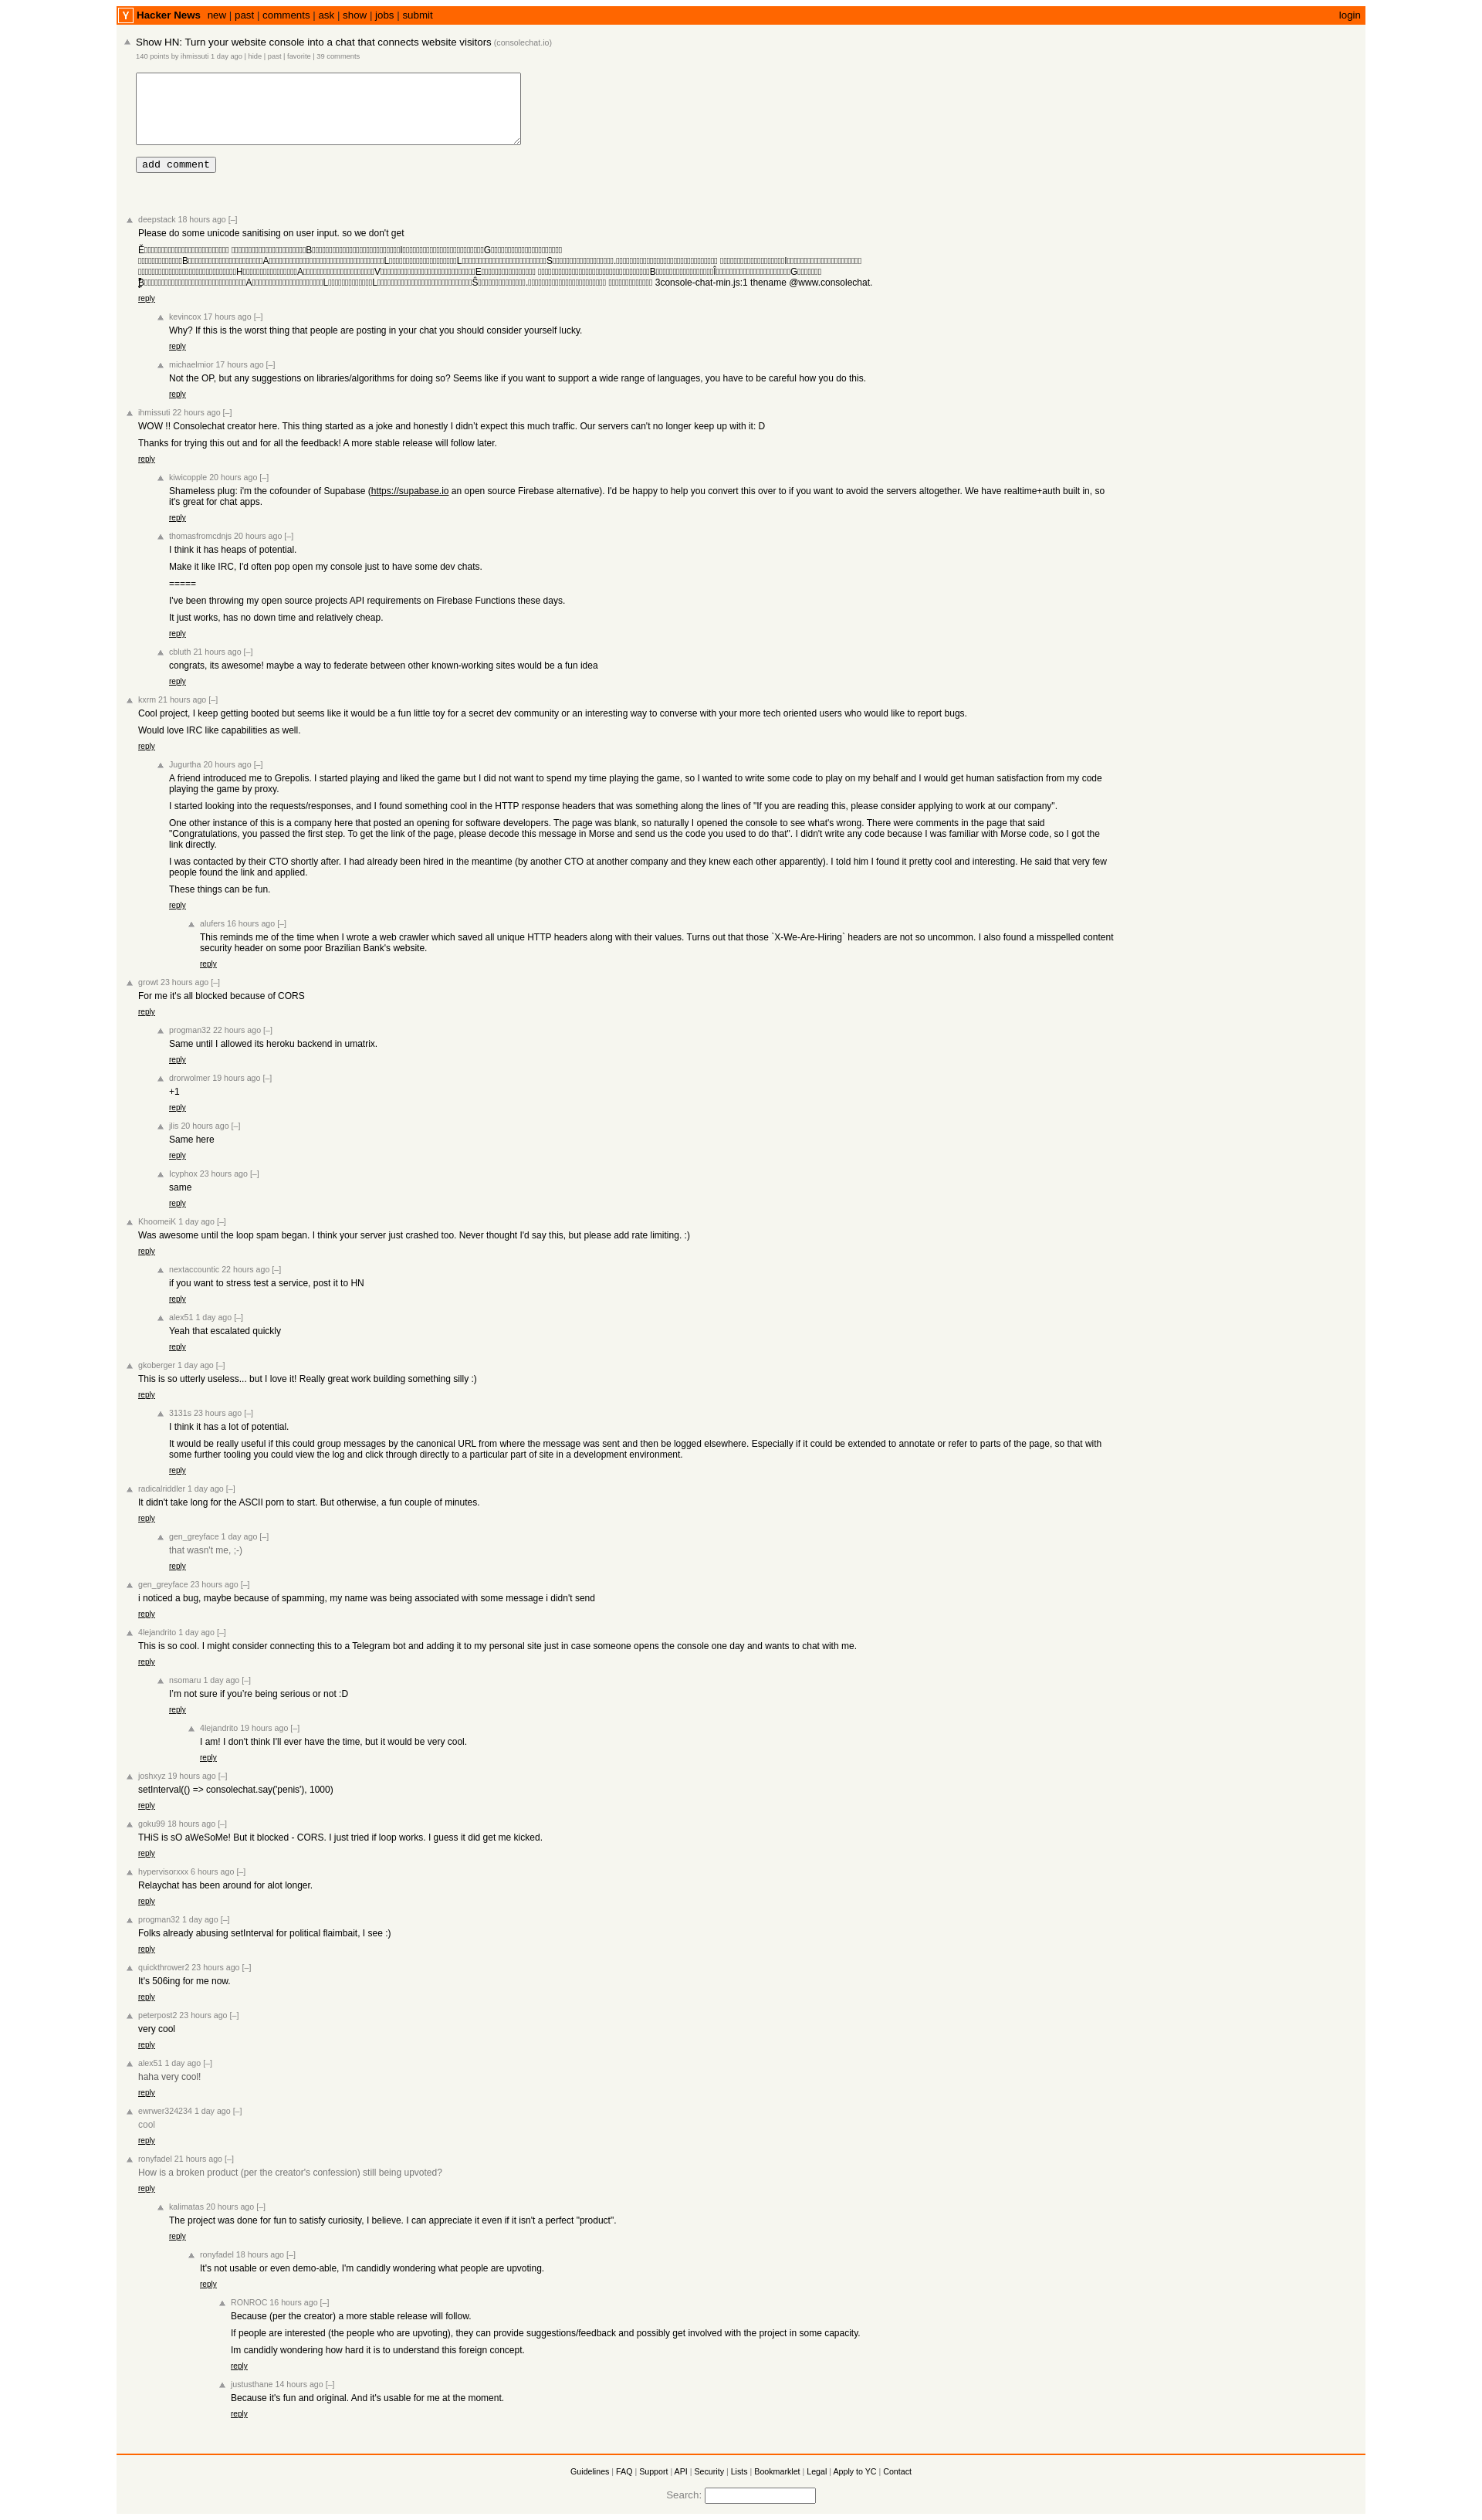 Y Hacker News new | past | comments | ask | show | jobs | submit login
Show HN: Turn your website console into a chat that connects website visitors (consolechat.io)
140 points by ihmissuti 1 day ago | hide | past | favorite | 39 comments
add comment
deepstack 18 hours ago [–]
Please do some unicode sanitising on user input. so we don't get
B I G
B A L L S .
I H A V E B I G
B A L L S . 3console-chat-min.js:1 thename @www.consolechat.
reply
kevincox 17 hours ago [–]
Why? If this is the worst thing that people are posting in your chat you should consider yourself lucky.
reply
michaelmior 17 hours ago [–]
Not the OP, but any suggestions on libraries/algorithms for doing so? Seems like if you want to support a wide range of languages, you have to be careful how you do this.
reply
ihmissuti 22 hours ago [–]
WOW !! Consolechat creator here. This thing started as a joke and honestly I didn't expect this much traffic. Our servers can't no longer keep up with it: D
Thanks for trying this out and for all the feedback! A more stable release will follow later.
reply
kiwicopple 20 hours ago [–]
Shameless plug: i'm the cofounder of Supabase (https://supabase.io an open source Firebase alternative). I'd be happy to help you convert this over to if you want to avoid the servers altogether. We have realtime+auth built in, so
it's great for chat apps.
reply
thomasfromcdnjs 20 hours ago [–]
I think it has heaps of potential.
Make it like IRC, I'd often pop open my console just to have some dev chats.
=====
I've been throwing my open source projects API requirements on Firebase Functions these days.
It just works, has no down time and relatively cheap.
reply
cbluth 21 hours ago [–]
congrats, its awesome! maybe a way to federate between other known-working sites would be a fun idea
reply
kxrm 21 hours ago [–]
Cool project, I keep getting booted but seems like it would be a fun little toy for a secret dev community or an interesting way to converse with your more tech oriented users who would like to report bugs.
Would love IRC like capabilities as well.
reply
Jugurtha 20 hours ago [–]
A friend introduced me to Grepolis. I started playing and liked the game but I did not want to spend my time playing the game, so I wanted to write some code to play on my behalf and I would get human satisfaction from my code
playing the game by proxy.
I started looking into the requests/responses, and I found something cool in the HTTP response headers that was something along the lines of "If you are reading this, please consider applying to work at our company".
One other instance of this is a company here that posted an opening for software developers. The page was blank, so naturally I opened the console to see what's wrong. There were comments in the page that said
"Congratulations, you passed the first step. To get the link of the page, please decode this message in Morse and send us the code you used to do that". I didn't write any code because I was familiar with Morse code, so I got the
link directly.
I was contacted by their CTO shortly after. I had already been hired in the meantime (by another CTO at another company and they knew each other apparently). I told him I found it pretty cool and interesting. He said that very few
people found the link and applied.
These things can be fun.
reply
alufers 16 hours ago [–]
This reminds me of the time when I wrote a web crawler which saved all unique HTTP headers along with their values. Turns out that those `X-We-Are-Hiring` headers are not so uncommon. I also found a misspelled content
security header on some poor Brazilian Bank's website.
reply
growt 23 hours ago [–]
For me it's all blocked because of CORS
reply
progman32 22 hours ago [–]
Same until I allowed its heroku backend in umatrix.
reply
drorwolmer 19 hours ago [–]
+1
reply
jlis 20 hours ago [–]
Same here
reply
Icyphox 23 hours ago [–]
same
reply
KhoomeiK 1 day ago [–]
Was awesome until the loop spam began. I think your server just crashed too. Never thought I'd say this, but please add rate limiting. :)
reply
nextaccountic 22 hours ago [–]
if you want to stress test a service, post it to HN
reply
alex51 1 day ago [–]
Yeah that escalated quickly
reply
gkoberger 1 day ago [–]
This is so utterly useless... but I love it! Really great work building something silly :)
reply
3131s 23 hours ago [–]
I think it has a lot of potential.
It would be really useful if this could group messages by the canonical URL from where the message was sent and then be logged elsewhere. Especially if it could be extended to annotate or refer to parts of the page, so that with
some further tooling you could view the log and click through directly to a particular part of site in a development environment.
reply
radicalriddler 1 day ago [–]
It didn't take long for the ASCII porn to start. But otherwise, a fun couple of minutes.
reply
gen_greyface 1 day ago [–]
that wasn't me, ;-)
reply
gen_greyface 23 hours ago [–]
i noticed a bug, maybe because of spamming, my name was being associated with some message i didn't send
reply
4lejandrito 1 day ago [–]
This is so cool. I might consider connecting this to a Telegram bot and adding it to my personal site just in case someone opens the console one day and wants to chat with me.
reply
nsomaru 1 day ago [–]
I'm not sure if you're being serious or not :D
reply
4lejandrito 19 hours ago [–]
I am! I don't think I'll ever have the time, but it would be very cool.
reply
joshxyz 19 hours ago [–]
setInterval(() => consolechat.say('penis'), 1000)
reply
goku99 18 hours ago [–]
THiS is sO aWeSoMe! But it blocked - CORS. I just tried if loop works. I guess it did get me kicked.
reply
hypervisorxxx 6 hours ago [–]
Relaychat has been around for alot longer.
reply
progman32 1 day ago [–]
Folks already abusing setInterval for political flaimbait, I see :)
reply
quickthrower2 23 hours ago [–]
It's 506ing for me now.
reply
peterpost2 23 hours ago [–]
very cool
reply
alex51 1 day ago [–]
haha very cool!
reply
ewrwer324234 1 day ago [–]
cool
reply
ronyfadel 21 hours ago [–]
How is a broken product (per the creator's confession) still being upvoted?
reply
kalimatas 20 hours ago [–]
The project was done for fun to satisfy curiosity, I believe. I can appreciate it even if it isn't a perfect "product".
reply
ronyfadel 18 hours ago [–]
It's not usable or even demo-able, I'm candidly wondering what people are upvoting.
reply
RONROC 16 hours ago [–]
Because (per the creator) a more stable release will follow.
If people are interested (the people who are upvoting), they can provide suggestions/feedback and possibly get involved with the project in some capacity.
Im candidly wondering how hard it is to understand this foreign concept.
reply
justusthane 14 hours ago [–]
Because it's fun and original. And it's usable for me at the moment.
reply
Guidelines | FAQ | Support | API | Security | Lists | Bookmarklet | Legal | Apply to YC | Contact
Search: